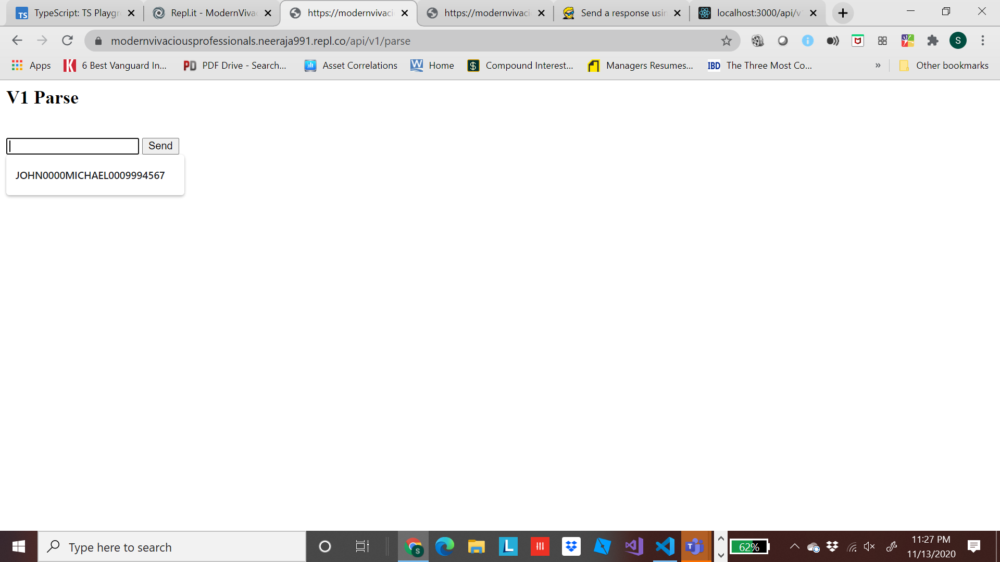 TypeScript: TS Playgr
Repl.it - ModernViva
https://modernvivaci
https://modernvivaci
Send a response usin
localhost:3000/api/v
modernvivaciousprofessionals.neeraja991.repl.co/api/v1/parse
S
Apps
6 Best Vanguard In...
PDF Drive - Search...
Asset Correlations
Home
Compound Interest...
Managers Resumes...
IBD The Three Most Co...
»
Other bookmarks
V1 Parse
Send
JOHN0000MICHAEL0009994567
Type here to search
62%
11:27 PM
11/13/2020